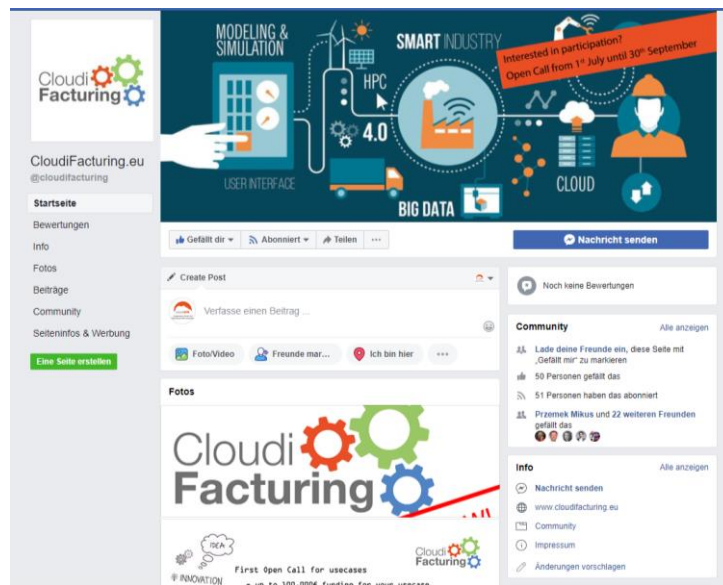 Cloudi
Facturing
CloudiFacturing.eu
@cloudifacturing
Startseite
Bewertungen
Info
Fotos
Beiträge
Community
Seiteninfos & Werbung
Eine Seite erstellen
MODELING &
SIMULATION
SMART INDUSTRY
Interested in participation?
Open Call from 1st July until 30th September
HPC
4.0
USER INTERFACE
BIG DATA
CLOUD
Gefällt dir
Abonniert
Teilen
Nachricht senden
Create Post
Verfasse einen Beitrag ...
Foto/Video
Freunde mar...
Ich bin hier
Fotos
Cloudi
Facturing
IDEA
INNOVATION
First Open Call for usecases
Cloudi
Facturing
Noch keine Bewertungen
Community
Alle anzeigen
Lade deine Freunde ein, diese Seite mit
„Gefällt mir“ zu markieren
50 Personen gefällt das
51 Personen haben das abonniert
Przemek Mikus und 22 weiteren Freunden
gefällt das
Info
Alle anzeigen
Nachricht senden
www.cloudifacturing.eu
Community
Impressum
Änderungen vorschlagen